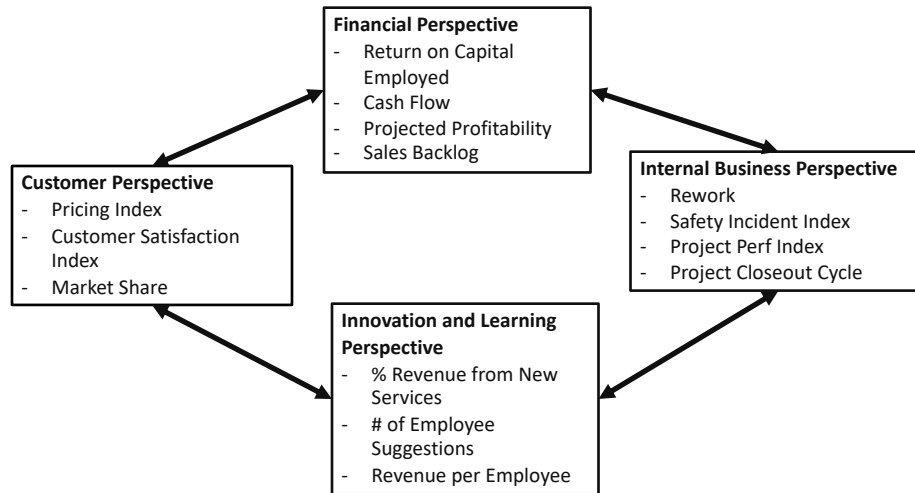 Financial Perspective
- Return on Capital
Employed
- Cash Flow
- Projected Profitability
- Sales Backlog
Customer Perspective
- Pricing Index
- Customer Satisfaction
Index
- Market Share
Internal Business Perspective
- Rework
- Safety Incident Index
- Project Perf Index
- Project Closeout Cycle
Innovation and Learning
Perspective
- % Revenue from New
Services
- # of Employee
Suggestions
- Revenue per Employee